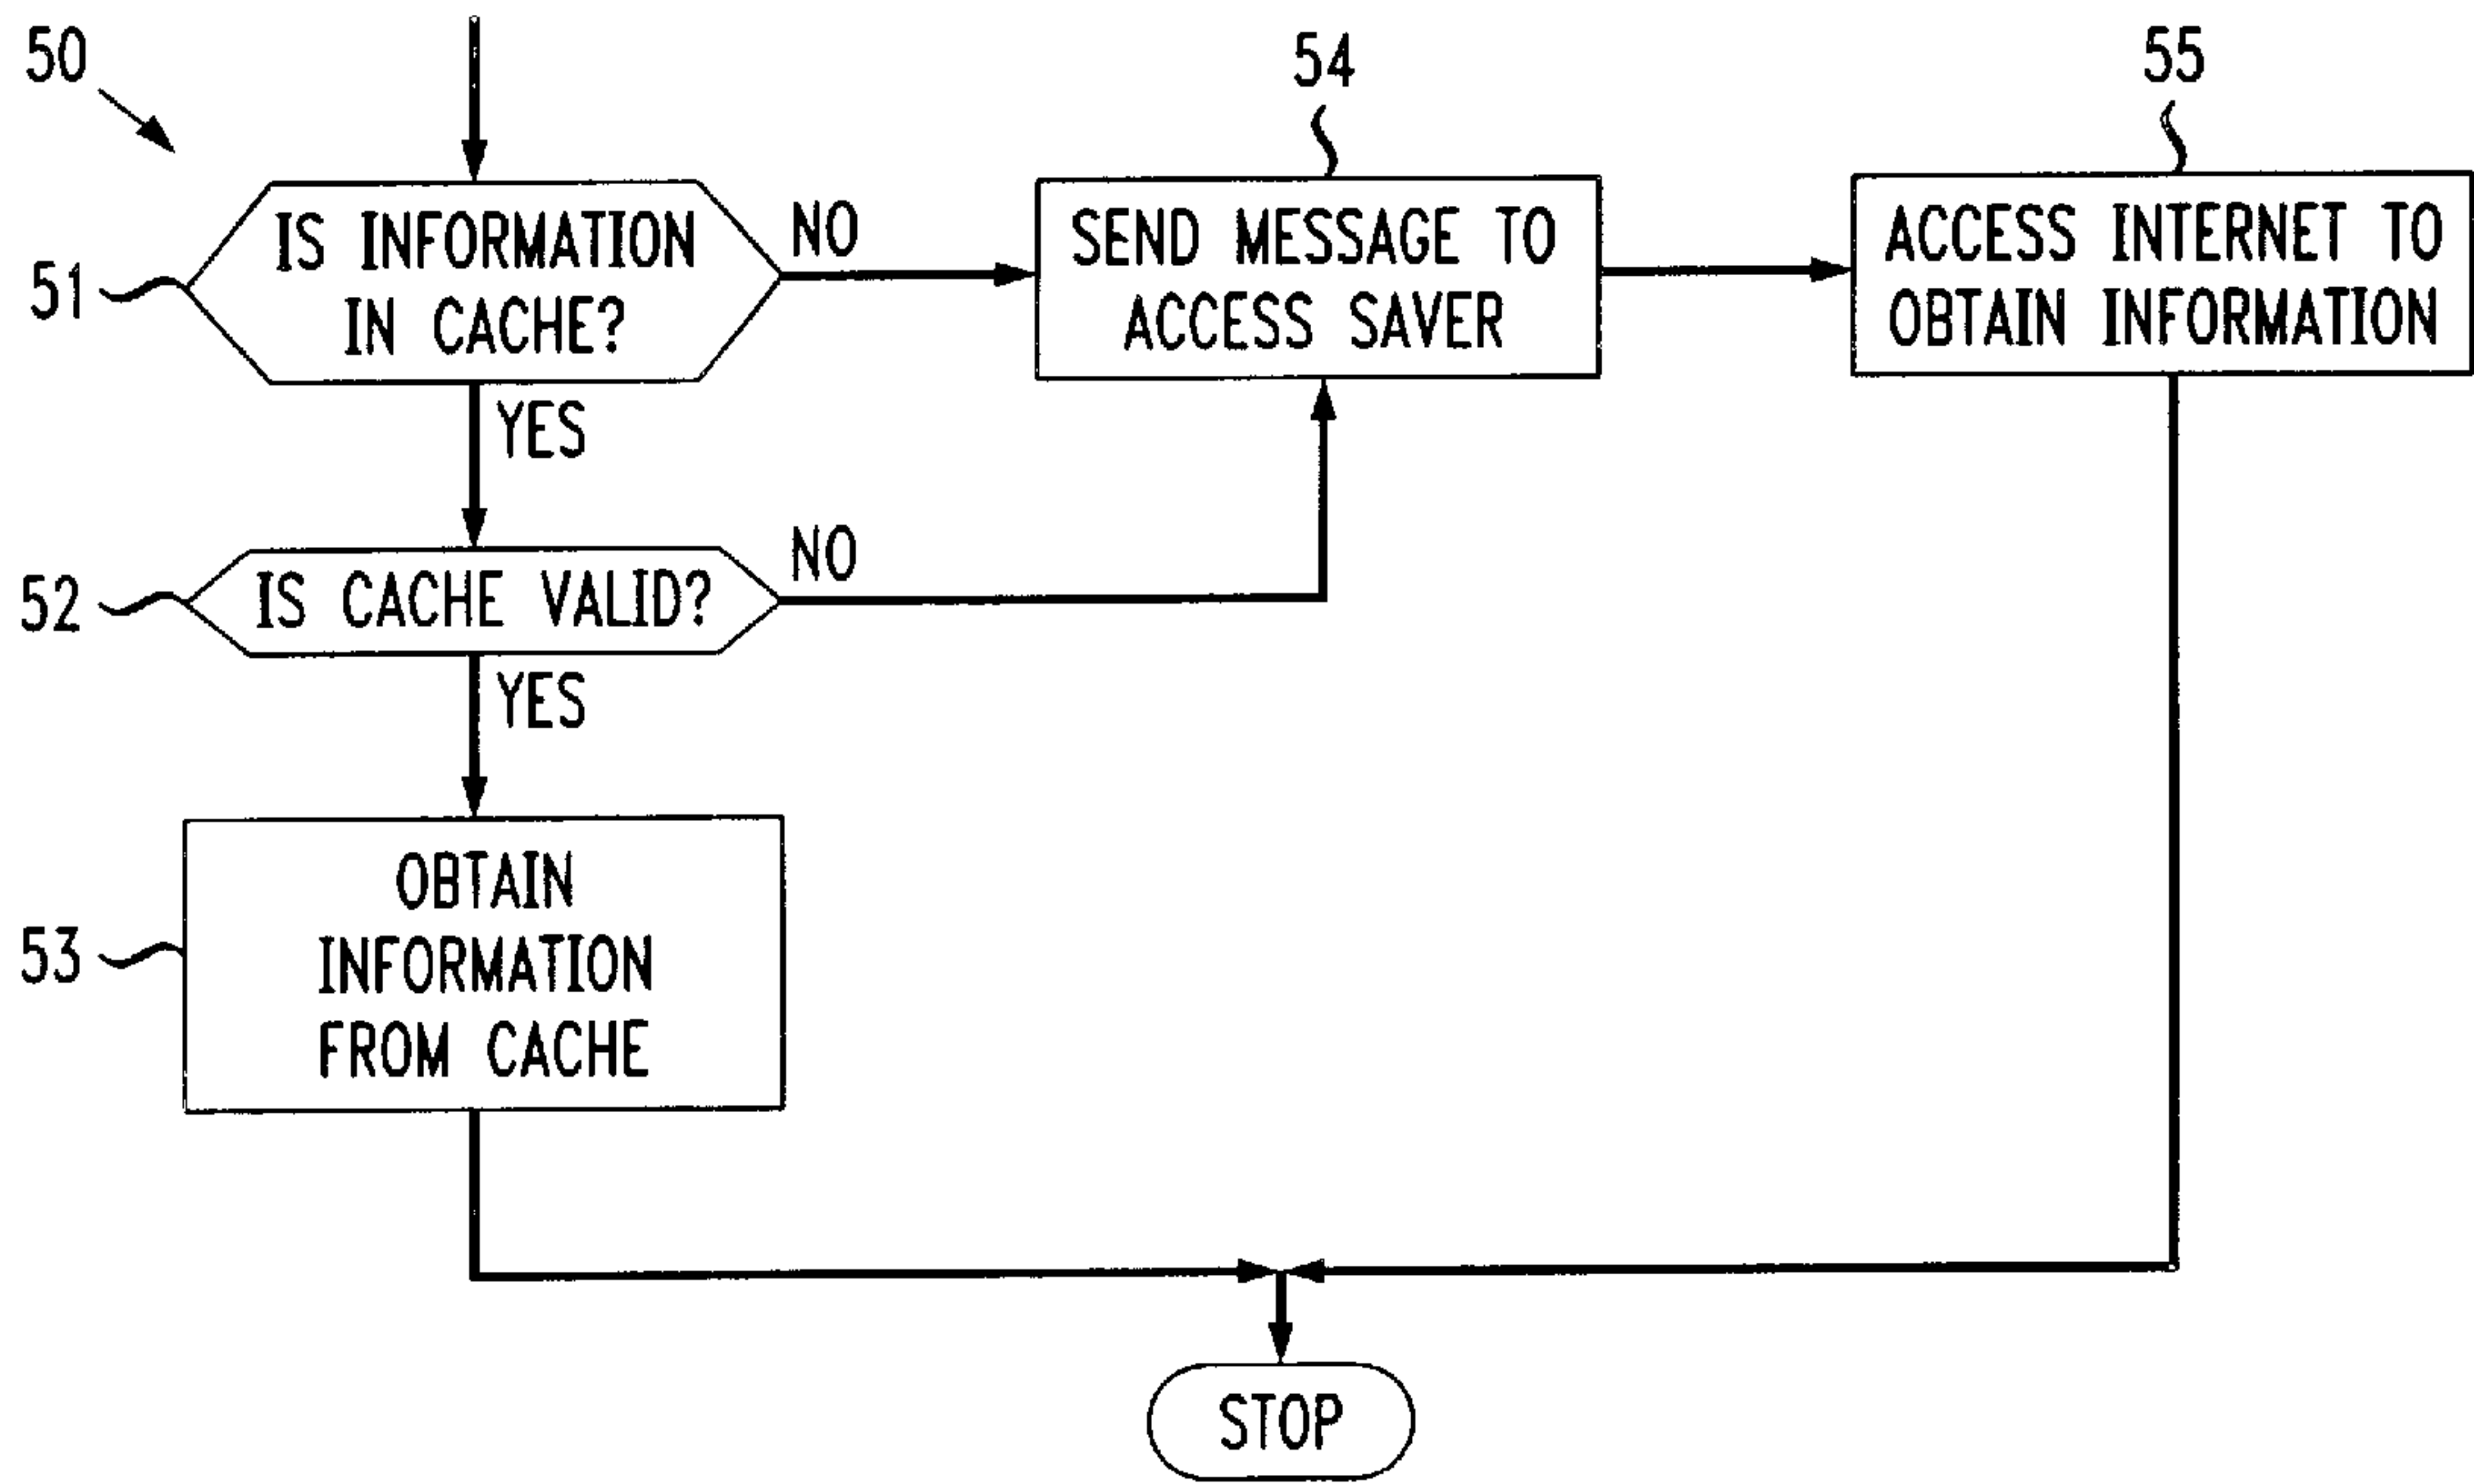 50
54
55
51
IS INFORMATION
IN CACHE?
NO
SEND MESSAGE TO
ACCESS SAVER
ACCESS INTERNET TO
OBTAIN INFORMATION
YES
52
IS CACHE VALID?
NO
YES
53
OBTAIN
INFORMATION
FROM CACHE
STOP